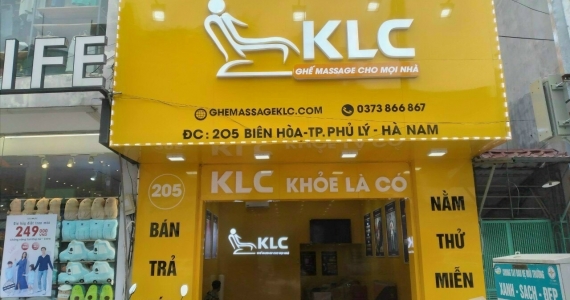 LIFE
KLC
GHẾ MASSAGE CHO MỌI NHÀ
GHEMASSAGEKLC.COM 0373 866 867
ĐC: 205 BIÊN HÒA-TP. PHỦ LÝ - HÀ NAM
205
KLC KHỎE LÀ CÓ
BÁN
TRẢ
KLC
NẰM
THỬ
MIỄN
249
XANH - SẠCH - ĐẸP